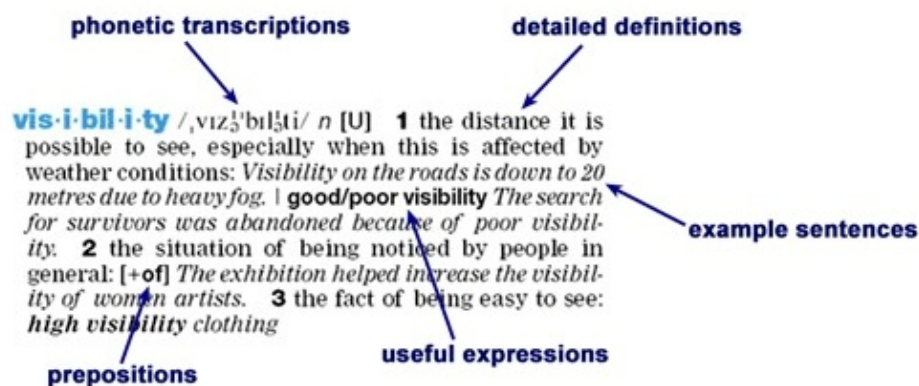 phonetic transcriptions
detailed definitions
vis·i·bil·i·ty /ˌvɪzə̍ˈbɪlə̍ti/ n [U] 1 the distance it is
possible to see, especially when this is affected by
weather conditions: Visibility on the roads is down to 20
metres due to heavy fog. | good/poor visibility The search
for survivors was abandoned because of poor visibil-
ity. 2 the situation of being noticed by people in
general: [+of] The exhibition helped increase the visibil-
ity of women artists. 3 the fact of being easy to see:
high visibility clothing
example sentences
useful expressions
prepositions